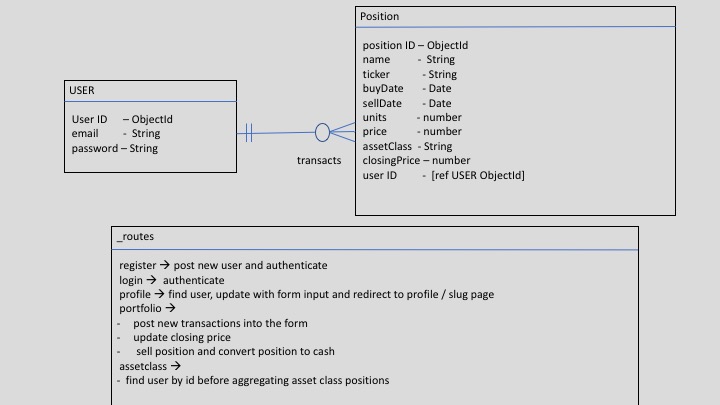 Position
position ID – ObjectId
name - String
ticker - String
buyDate - Date
sellDate - Date
units - number
price - number
assetClass - String
closingPrice – number
user ID - [ref USER ObjectId]
USER
User ID – ObjectId
email - String
password – String
transacts
_routes
register → post new user and authenticate
login → authenticate
profile → find user, update with form input and redirect to profile / slug page
portfolio →
- post new transactions into the form
- update closing price
- sell position and convert position to cash
assetclass →
- find user by id before aggregating asset class positions